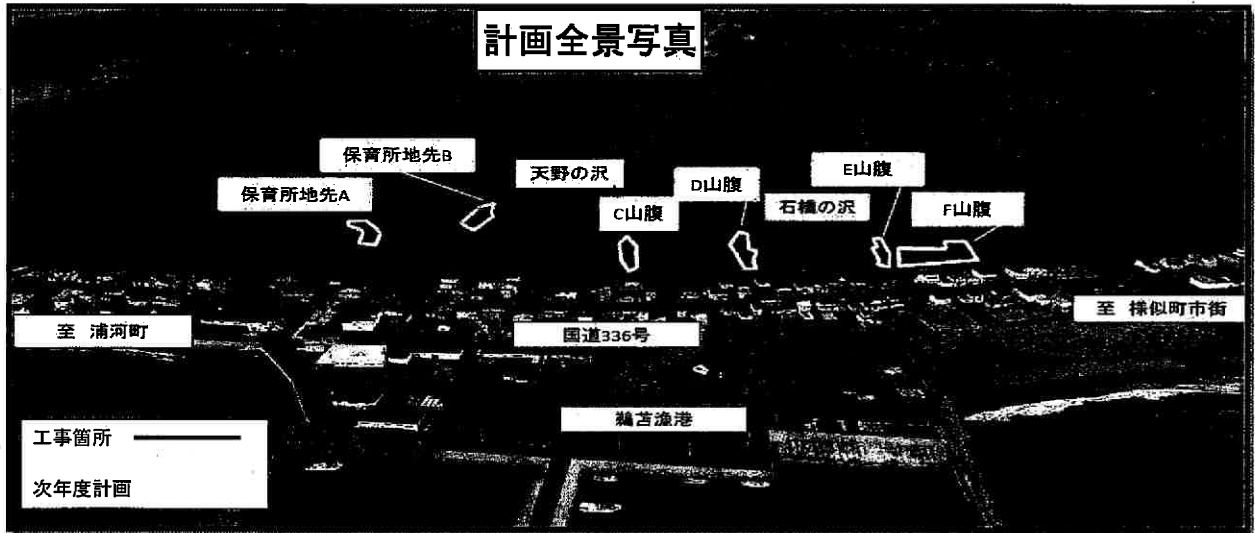 計画全景写真
保育所地先B
保育所地先A
天野の沢
C山腹
D山腹
石橋の沢
E山腹
F山腹
至 浦河町
国道336号
至 様似町市街
鵜苫漁港
工事箇所
次年度計画